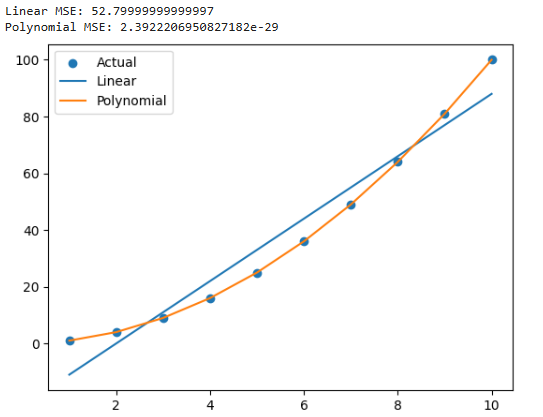 Linear MSE: 52.79999999999997
Polynomial MSE: 2.3922206950827182e-29
Actual
Linear
Polynomial
100
80
60
40
20
0
2 4 6 8 10